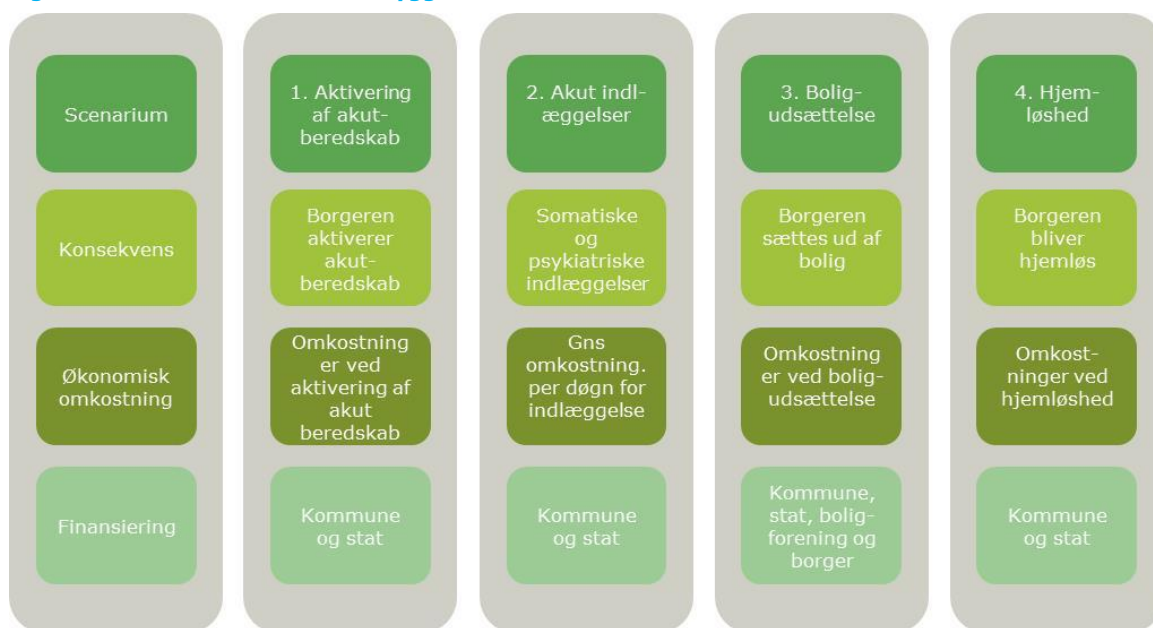 Scenarium
Konsekvens
Økonomisk
omkostning
Finansiering
1. Aktivering
af akut-
beredskab
Borgeren
aktiverer
akut-
beredskab
Omkostning
er ved
aktivering af
akut
beredskab
Kommune
og stat
2. Akut indl-
æggelser
Somatiske
og
psykiatriske
indlæggelser
Gns
omkostning.
per døgn for
indlæggelse
Kommune
og stat
3. Bolig-
udsættelse
Borgeren
sættes ud af
bolig
Omkostning
er ved bolig-
udsættelse
Kommune,
stat, bolig-
forening og
borger
4. Hjem-
løshed
Borgeren
bliver
hjemløs
Omkost-
ninger ved
hjemløshed
Kommune
og stat